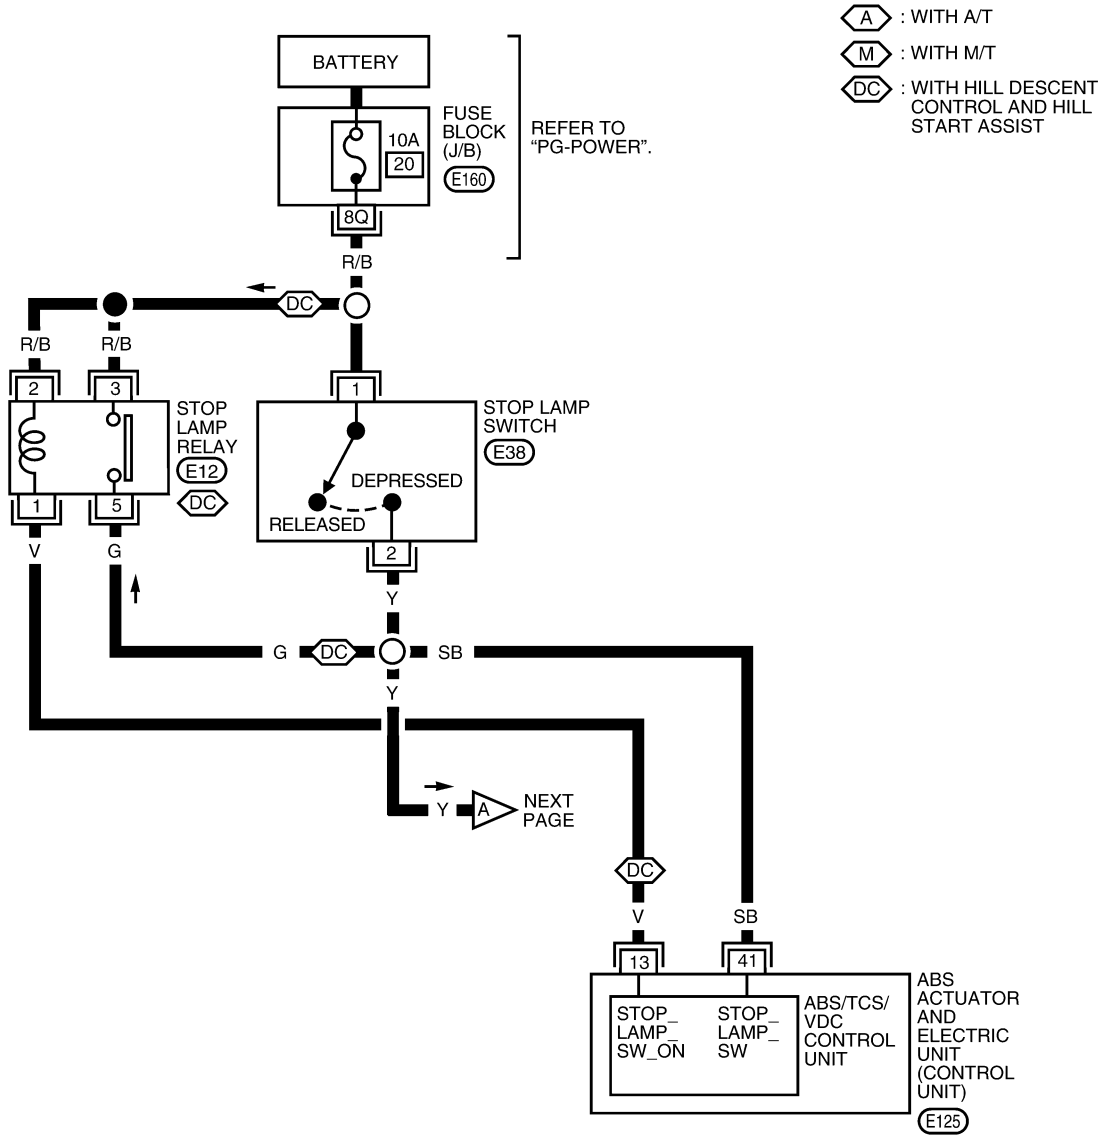 A : WITH A/T
M : WITH M/T
DC : WITH HILL DESCENT
CONTROL AND HILL
START ASSIST
BATTERY
FUSE
BLOCK
(J/B)
E160
10A
20
REFER TO
“PG-POWER”.
8Q
R/B
DC
R/B
R/B
2
3
1
STOP
LAMP
RELAY
E12
DC
STOP LAMP
SWITCH
E38
DEPRESSED
RELEASED
1
5
2
V
G
Y
G
DC
SB
Y
Y
A
NEXT
PAGE
DC
V
SB
13
41
STOP_
LAMP_
SW_ON
STOP_
LAMP_
SW
ABS/TCS/
VDC
CONTROL
UNIT
ABS
ACTUATOR
AND
ELECTRIC
UNIT
(CONTROL
UNIT)
E125